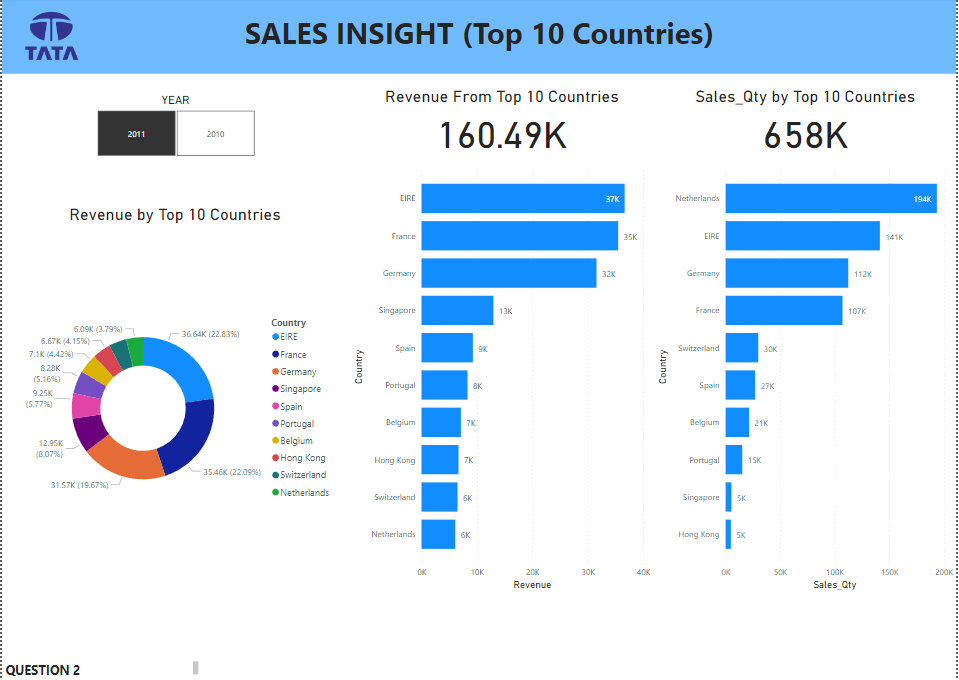 TATA
SALES INSIGHT (Top 10 Countries)
YEAR
2011
2010
Revenue From Top 10 Countries
160.49K
Sales_Qty by Top 10 Countries
658K
Revenue by Top 10 Countries
6.09K (3.79%)
6.67K (4.15%)
7.1K (4.42%)
8.28K
(5.16%)
9.25K
(5.77%)
12.95K
(8.07%)
31.57K (19.67%)
35.46K (22.09%)
36.64K (22.83%)
Country
EIRE
France
Germany
Singapore
Spain
Portugal
Belgium
Hong Kong
Switzerland
Netherlands
Country
EIRE 37K
France 35K
Germany 32K
Singapore 13K
Spain 9K
Portugal 8K
Belgium 7K
Hong Kong 7K
Switzerland 6K
Netherlands 6K
0K 10K 20K 30K 40K
Revenue
Country
Netherlands 194K
EIRE 141K
Germany 112K
France 107K
Switzerland 30K
Spain 27K
Belgium 21K
Portugal 15K
Singapore 5K
Hong Kong 5K
0K 50K 100K 150K 200K
Sales_Qty
QUESTION 2